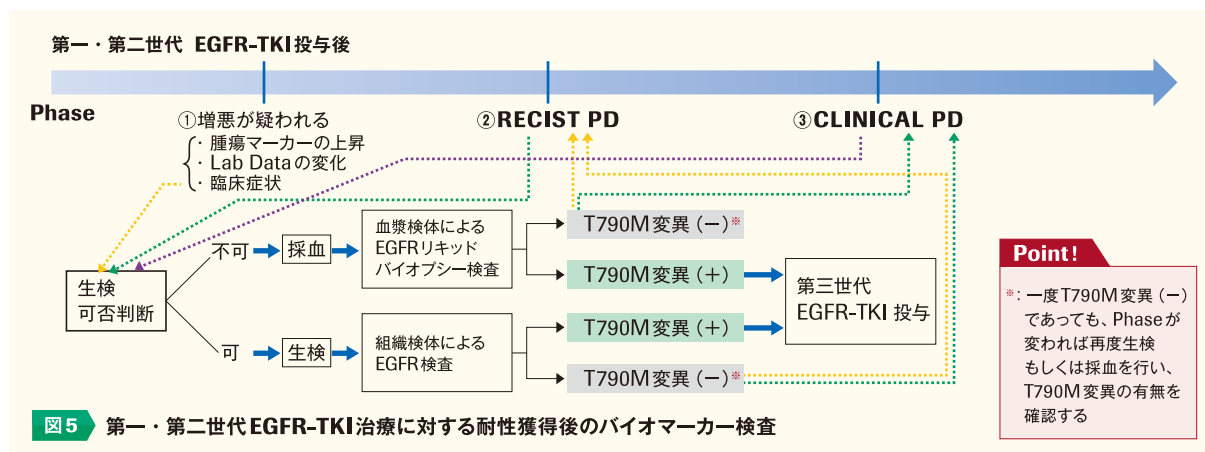 第一・第二世代 EGFR-TKI投与後
Phase
①増悪が疑われる
・腫瘍マーカーの上昇
・Lab Dataの変化
・臨床症状
②RECIST PD
③CLINICAL PD
生検
可否判断
不可
採血
血漿検体による
EGFRリキッド
バイオプシー検査
T790M変異（−）※
T790M変異（+）
可
生検
組織検体による
EGFR検査
T790M変異（+）
T790M変異（−）※
第三世代
EGFR-TKI 投与
Point!
※：一度T790M変異（−）
であっても、Phaseが
変われば再度生検
もしくは採血を行い、
T790M変異の有無を
確認する
図5 第一・第二世代EGFR-TKI治療に対する耐性獲得後のバイオマーカー検査